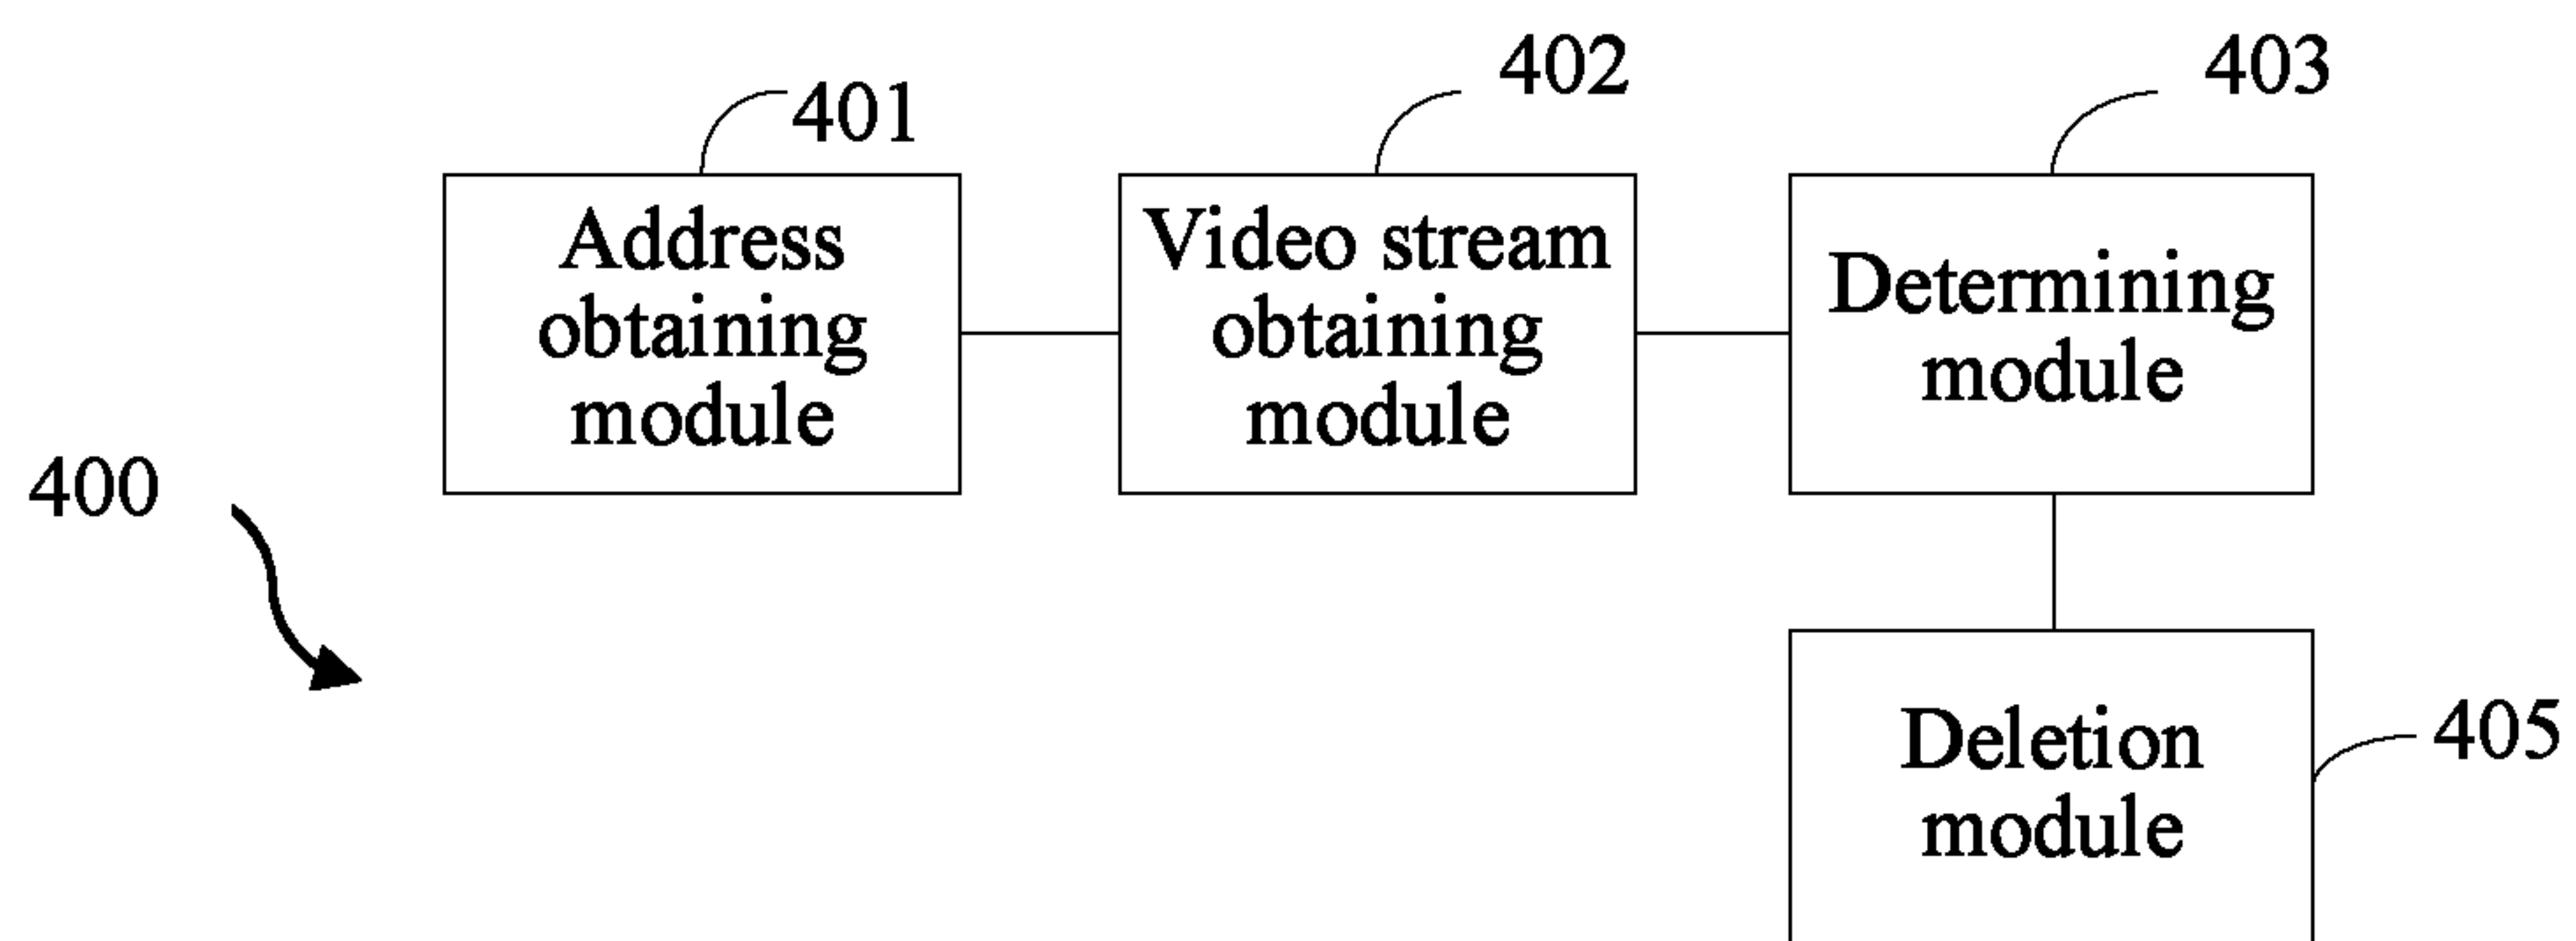 401
402
403
Address
obtaining
module
Video stream
obtaining
module
Determining
module
400
Deletion
module
405